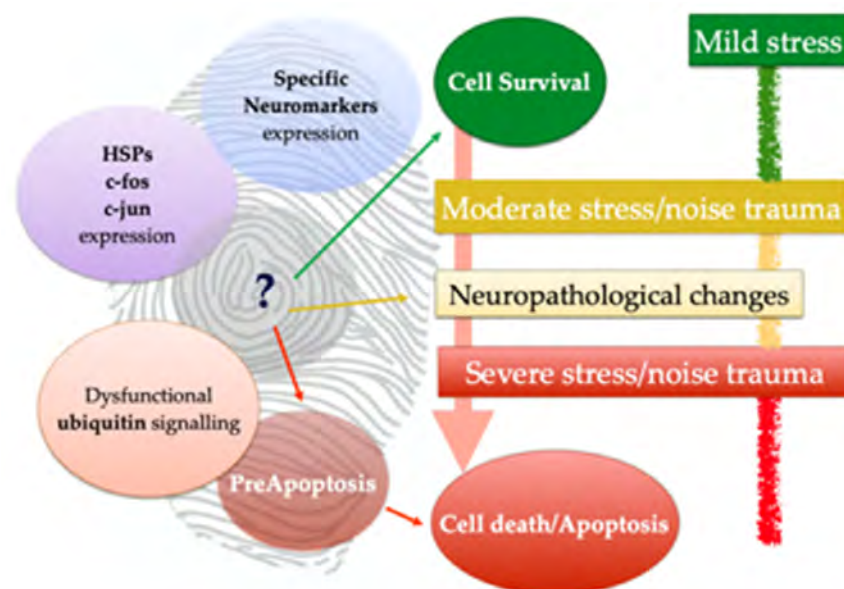 Specific
Neuromarkers
expression
HSPs
c-fos
c-jun
expression
?
Dysfunctional
ubiquitin signalling
PreApoptosis
Cell Survival
Mild stress
Moderate stress/noise trauma
Neuropathological changes
Severe stress/noise trauma
Cell death/Apoptosis